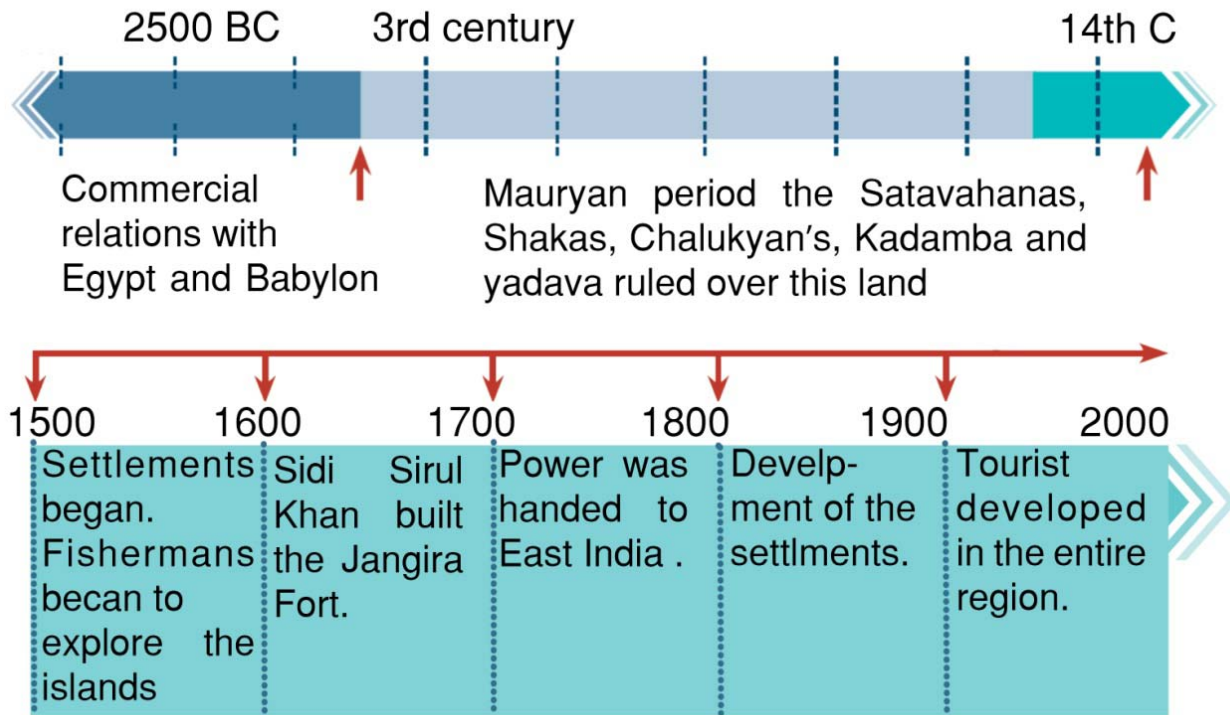 2500 BC 3rd century 14th C
Commercial
relations with
Egypt and Babylon
Mauryan period the Satavahanas,
Shakas, Chalukyan's, Kadamba and
yadava ruled over this land
1500 1600 1700 1800 1900 2000
Settlements
began.
Fishermans
becan to
explore the
islands
Sidi Sirul
Khan built
the Jangira
Fort.
Power was
handed to
East India .
Develp-
ment of the
settlments.
Tourist
developed
in the entire
region.